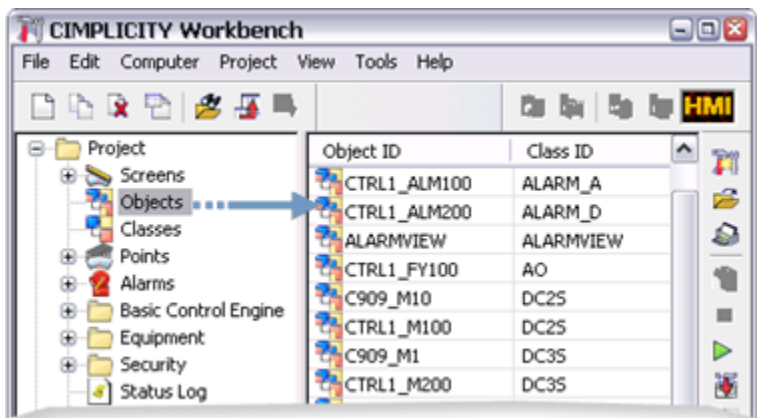 CIMPLICITY Workbench
File Edit Computer Project View Tools Help
HMI
Project
Screens
Objects
Classes
Points
Alarms
Basic Control Engine
Equipment
Security
Status Log
Object ID Class ID
CTRL1_ALM100 ALARM_A
CTRL1_ALM200 ALARM_D
ALARMVIEW ALARMVIEW
CTRL1_FY100 AO
C909_M10 DC2S
CTRL1_M100 DC2S
C909_M1 DC3S
CTRL1_M200 DC3S